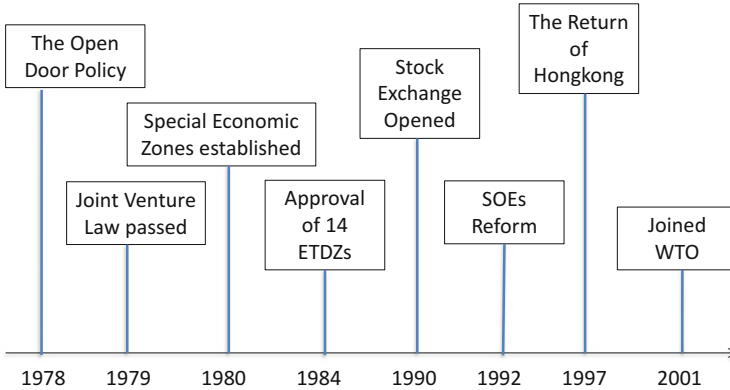 The Open
Door Policy
Joint Venture
Law passed
Special Economic
Zones established
Approval
of 14
ETDZs
Stock
Exchange
Opened
SOEs
Reform
The Return
of
Hongkong
Joined
WTO
1978 1979 1980 1984 1990 1992 1997 2001